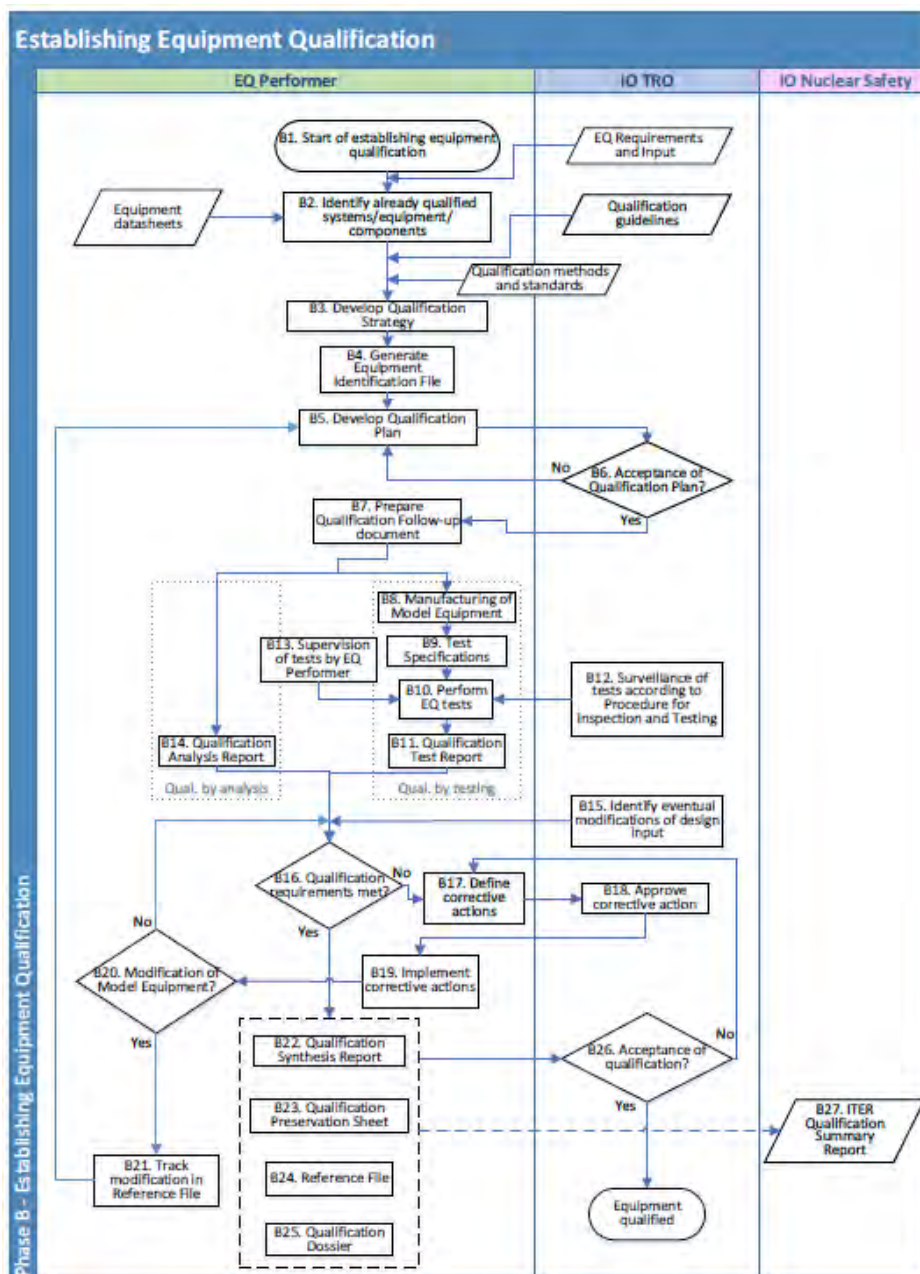 Establishing Equipment Qualification
EQ Performer
IO TRO
IO Nuclear Safety
B1. Start of establishing equipment
qualification
EQ Requirements
and Input
Equipment
datasheets
B2. Identify already qualified
systems/equipment/
components
Qualification
guidelines
Qualification methods
and standards
B3. Develop Qualification
Strategy
B4. Generate
Equipment
Identification File
B5. Develop Qualification
Plan
No
B6. Acceptance of
Qualification Plan?
Yes
B7. Prepare
Qualification Follow-up
document
B8. Manufacturing of
Model Equipment
B13. Supervision
of tests by EQ
Performer
B9. Test
Specifications
B10. Perform
EQ tests
B12. Surveillance of
tests according to
Procedure for
Inspection and Testing
B14. Qualification
Analysis Report
B11. Qualification
Test Report
Qual. by analysis
Qual. by testing
B15. Identify eventual
modifications of design
input
B16. Qualification
requirements met?
No
B17. Define
corrective
actions
B18. Approve
corrective action
Yes
No
B20. Modification of
Model Equipment?
B19. Implement
corrective actions
Yes
B22. Qualification
Synthesis Report
B26. Acceptance of
qualification?
No
Yes
B23. Qualification
Preservation Sheet
B27. ITER
Qualification
Summary
Report
B21. Track
modification in
Reference File
B24. Reference File
Equipment
qualified
B25. Qualification
Dossier
Phase B - Establishing Equipment Qualification